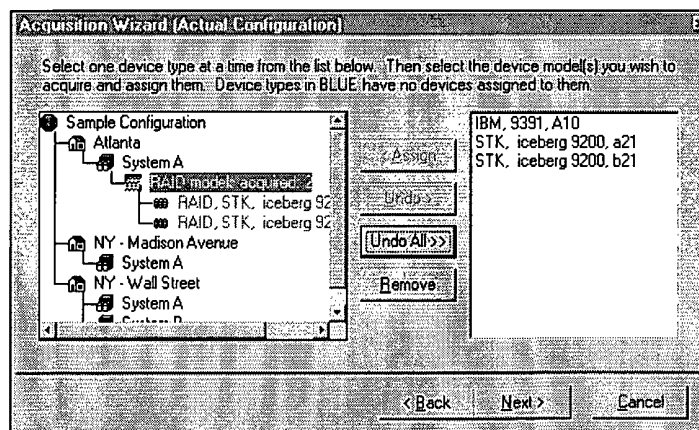 Acquisition Wizard (Actual Configuration)
Select one device type at a time from the list below. Then select the device model(s) you wish to
acquire and assign them. Device types in BLUE have no devices assigned to them.
Sample Configuration
Atlanta
System A
RAID model: acquired: 2
RAID, STK, iceberg 92
RAID, STK, iceberg 92
NY - Madison Avenue
System A
NY - Wall Street
System A
< Assign
Undo >
Undo All >>
Remove
IBM, 9391, A10
STK, iceberg 9200, a21
STK, iceberg 9200, b21
< Back
Next >
Cancel